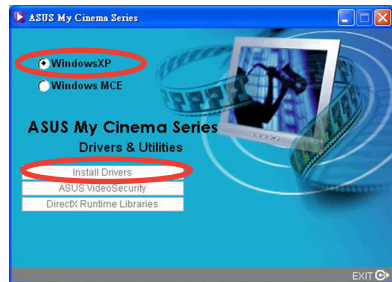 ASUS My Cinema Series
WindowsXP
Windows MCE
ASUS My Cinema Series
Drivers & Utilities
Install Drivers
ASUS VideoSecurity
DirectX Runtime Libraries
EXIT